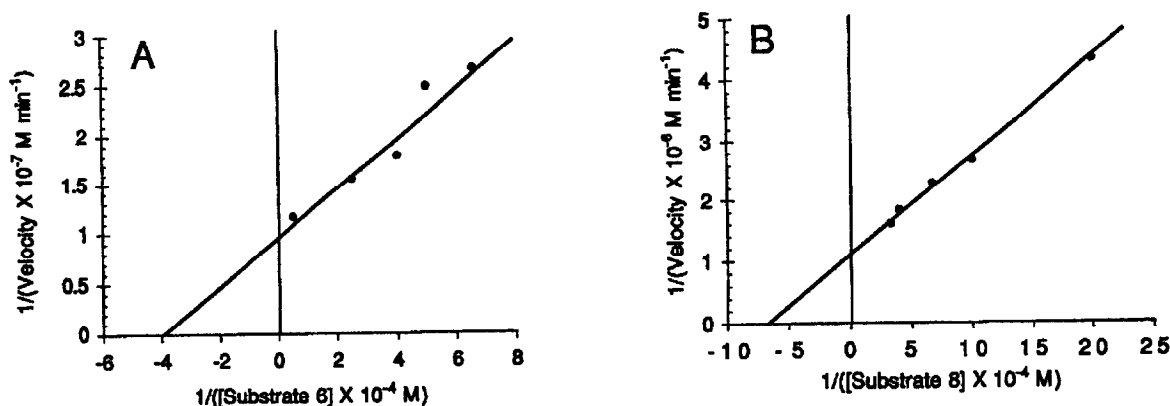 A
1/(Velocity X 10⁻⁷ M min⁻¹)
3
2.5
2
1.5
1
0.5
0
-6 -4 -2 0 2 4 6 8
1/([Substrate 6] X 10⁻⁴ M)
B
1/(Velocity X 10⁻⁶ M min⁻¹)
5
4
3
2
1
0
-10 -5 0 5 10 15 20 25
1/([Substrate 8] X 10⁻⁴ M)